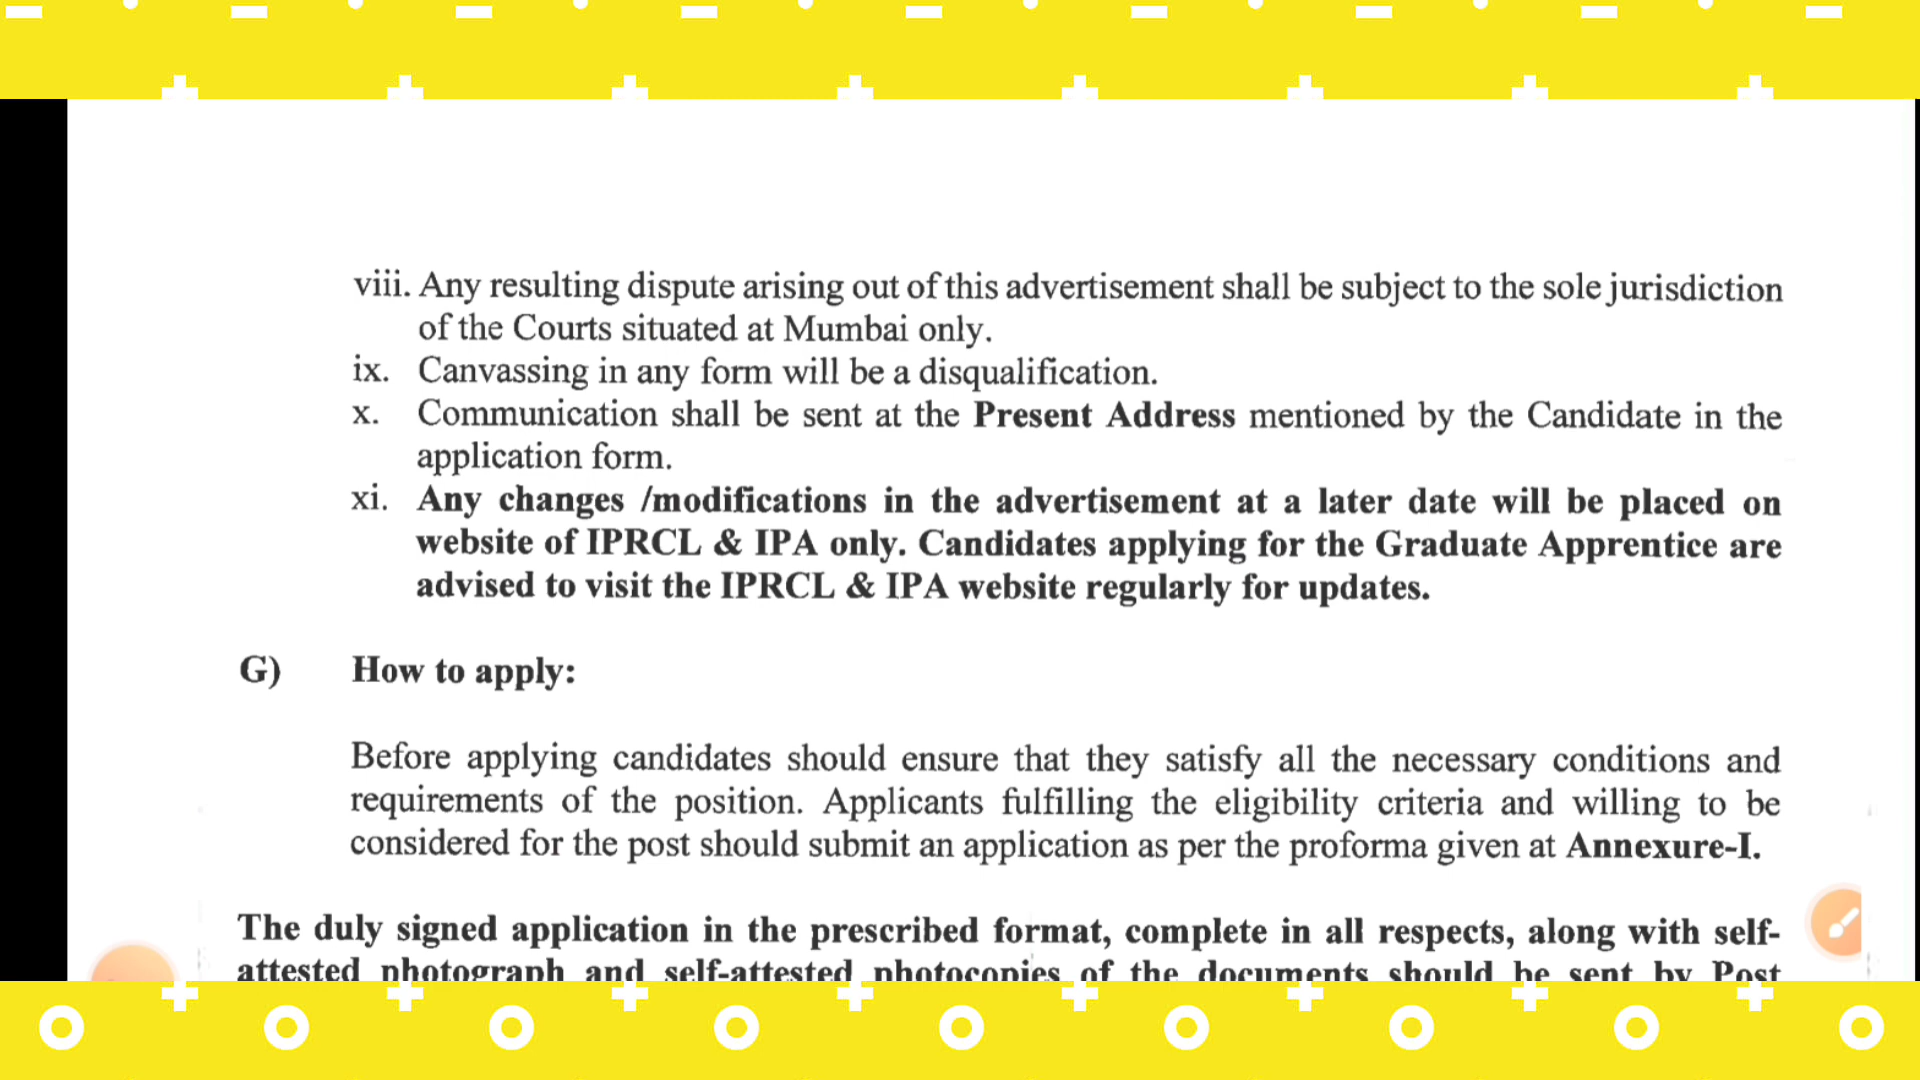 viii. Any resulting dispute arising out of this advertisement shall be subject to the sole jurisdiction
of the Courts situated at Mumbai only.
ix. Canvassing in any form will be a disqualification.
x. Communication shall be sent at the Present Address mentioned by the Candidate in the
application form.
xi. Any changes /modifications in the advertisement at a later date will be placed on
website of IPRCL & IPA only. Candidates applying for the Graduate Apprentice are
advised to visit the IPRCL & IPA website regularly for updates.
G) How to apply:
Before applying candidates should ensure that they satisfy all the necessary conditions and
requirements of the position. Applicants fulfilling the eligibility criteria and willing to be
considered for the post should submit an application as per the proforma given at Annexure-I.
The duly signed application in the prescribed format, complete in all respects, along with self-
attested photograph and self-attested photocopies of the documents should be sent by Post